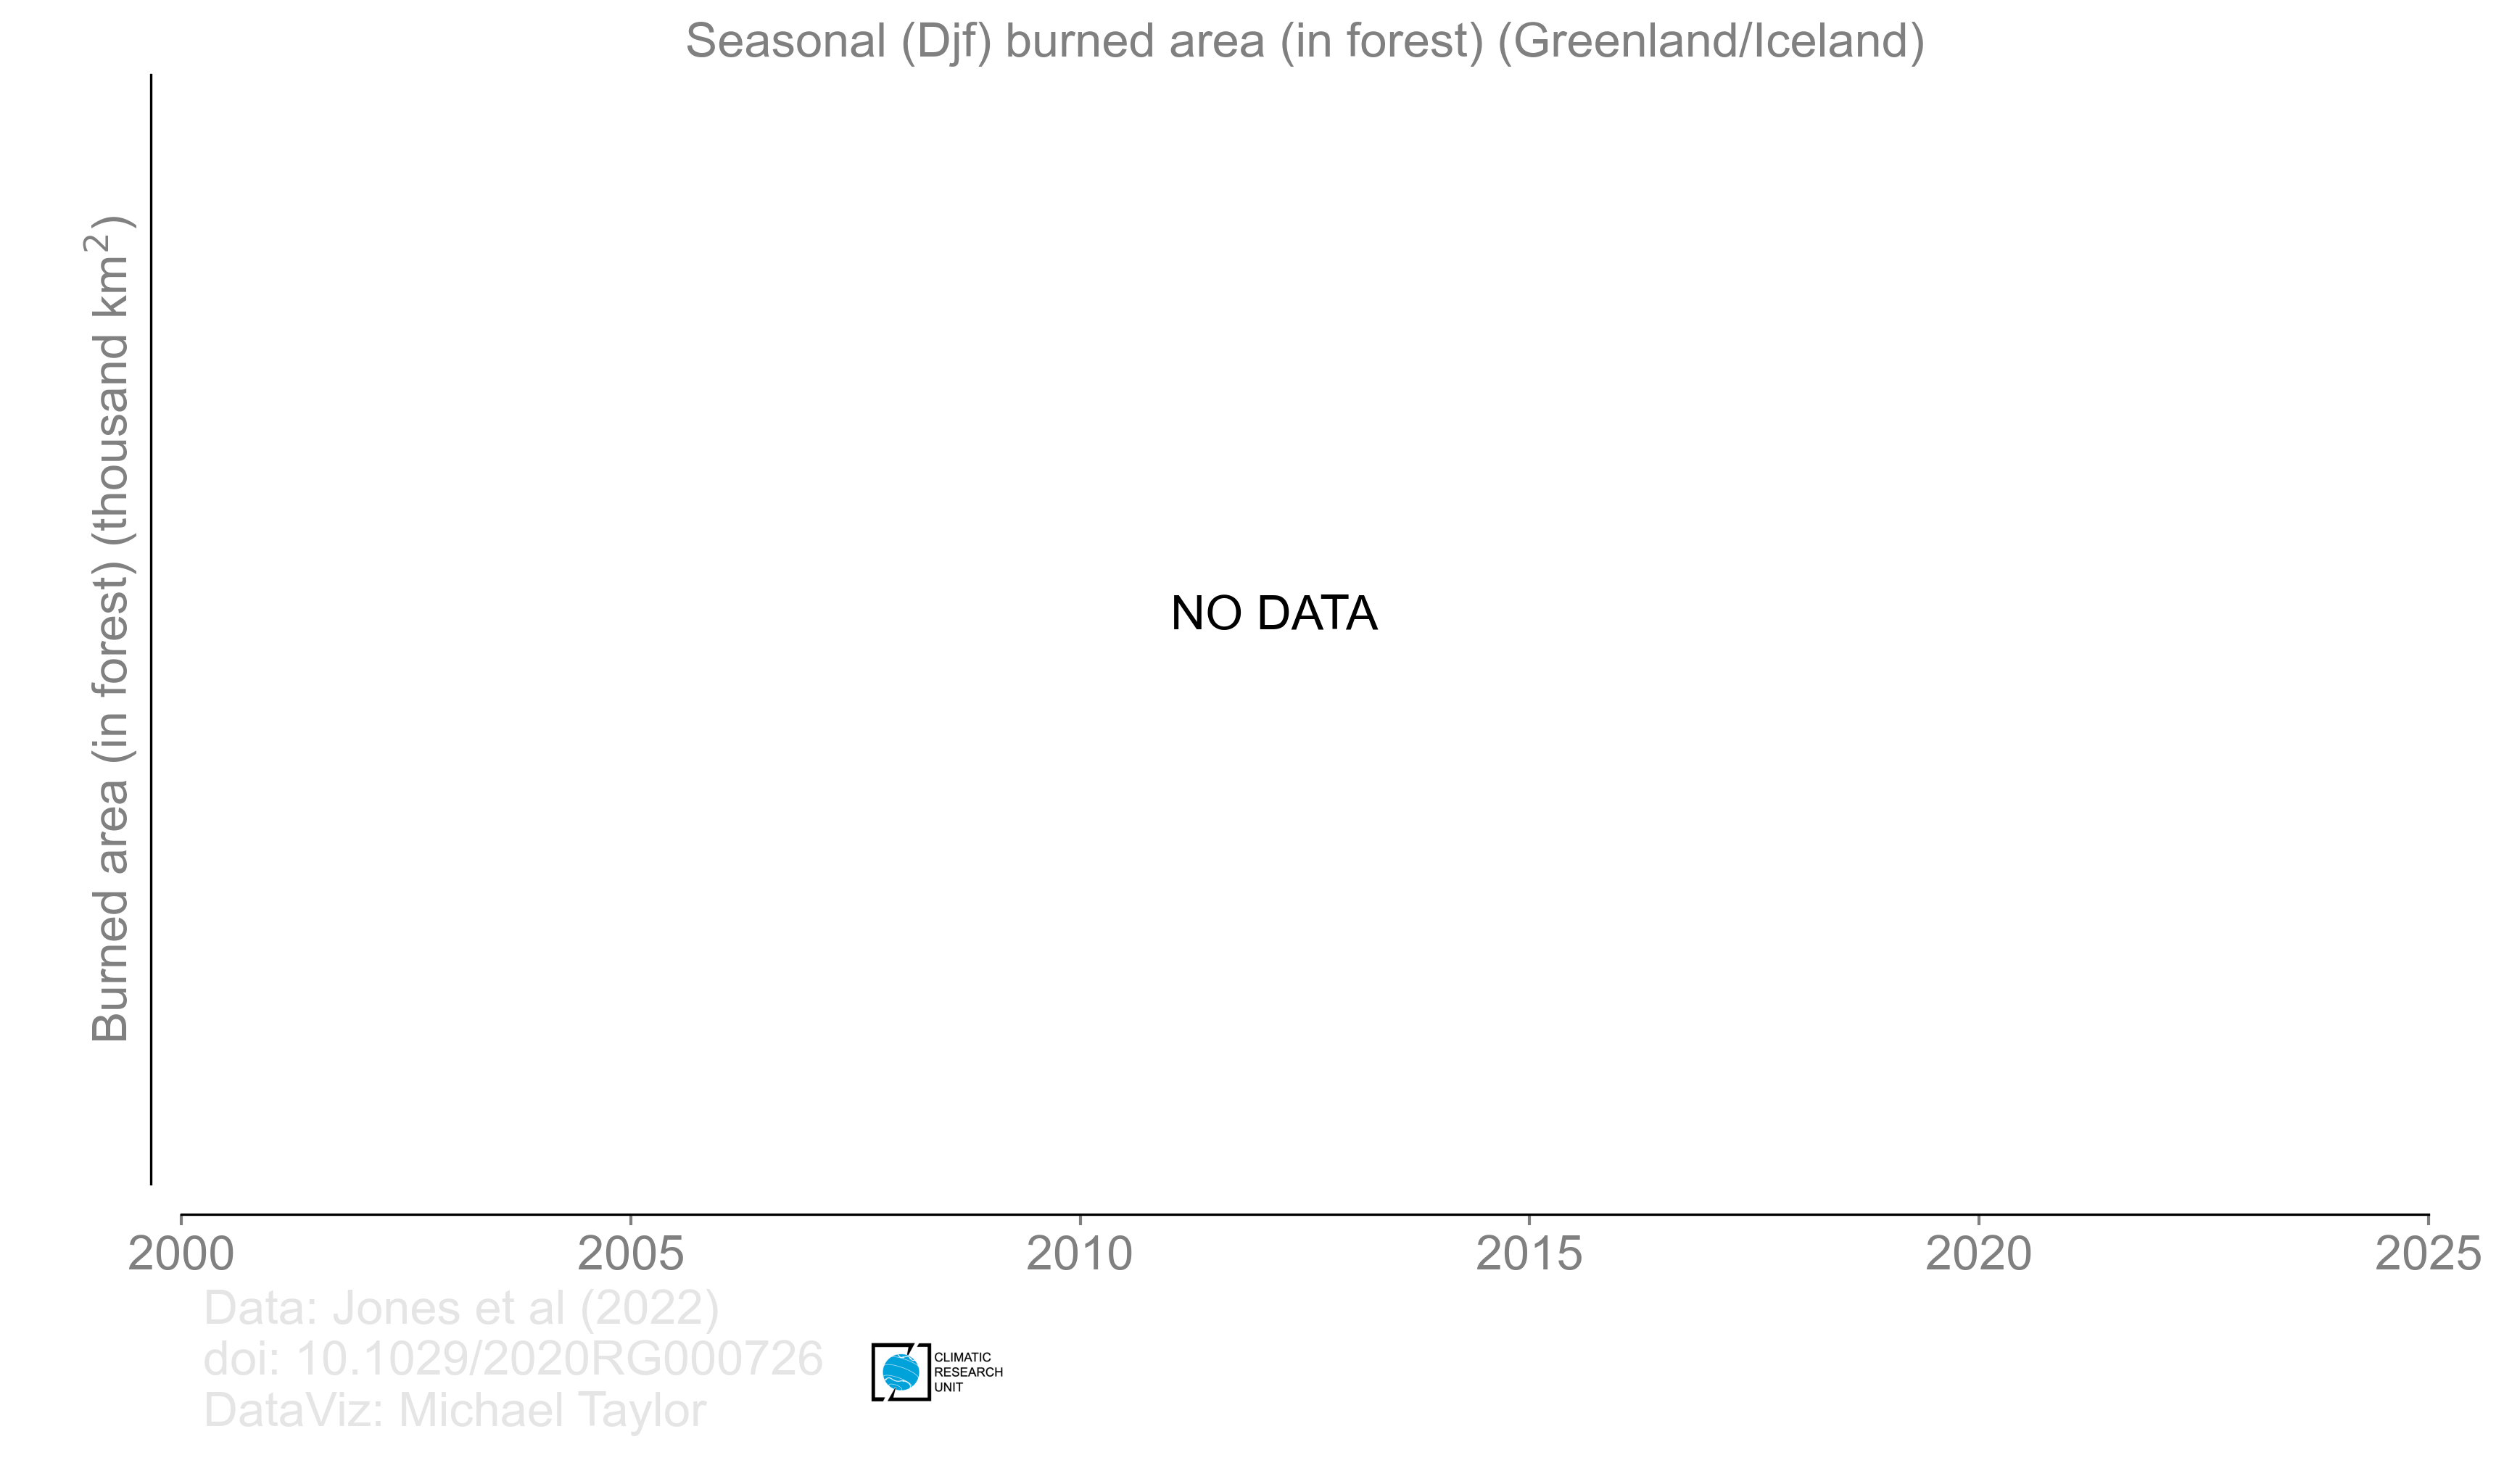 Seasonal (Djf) burned area (in forest) (Greenland/Iceland)
Burned area (in forest) (thousand km²)
NO DATA
2000 2005 2010 2015 2020 2025
Data: Jones et al (2022)
doi: 10.1029/2020RG000726
DataViz: Michael Taylor
CLIMATIC
RESEARCH
UNIT